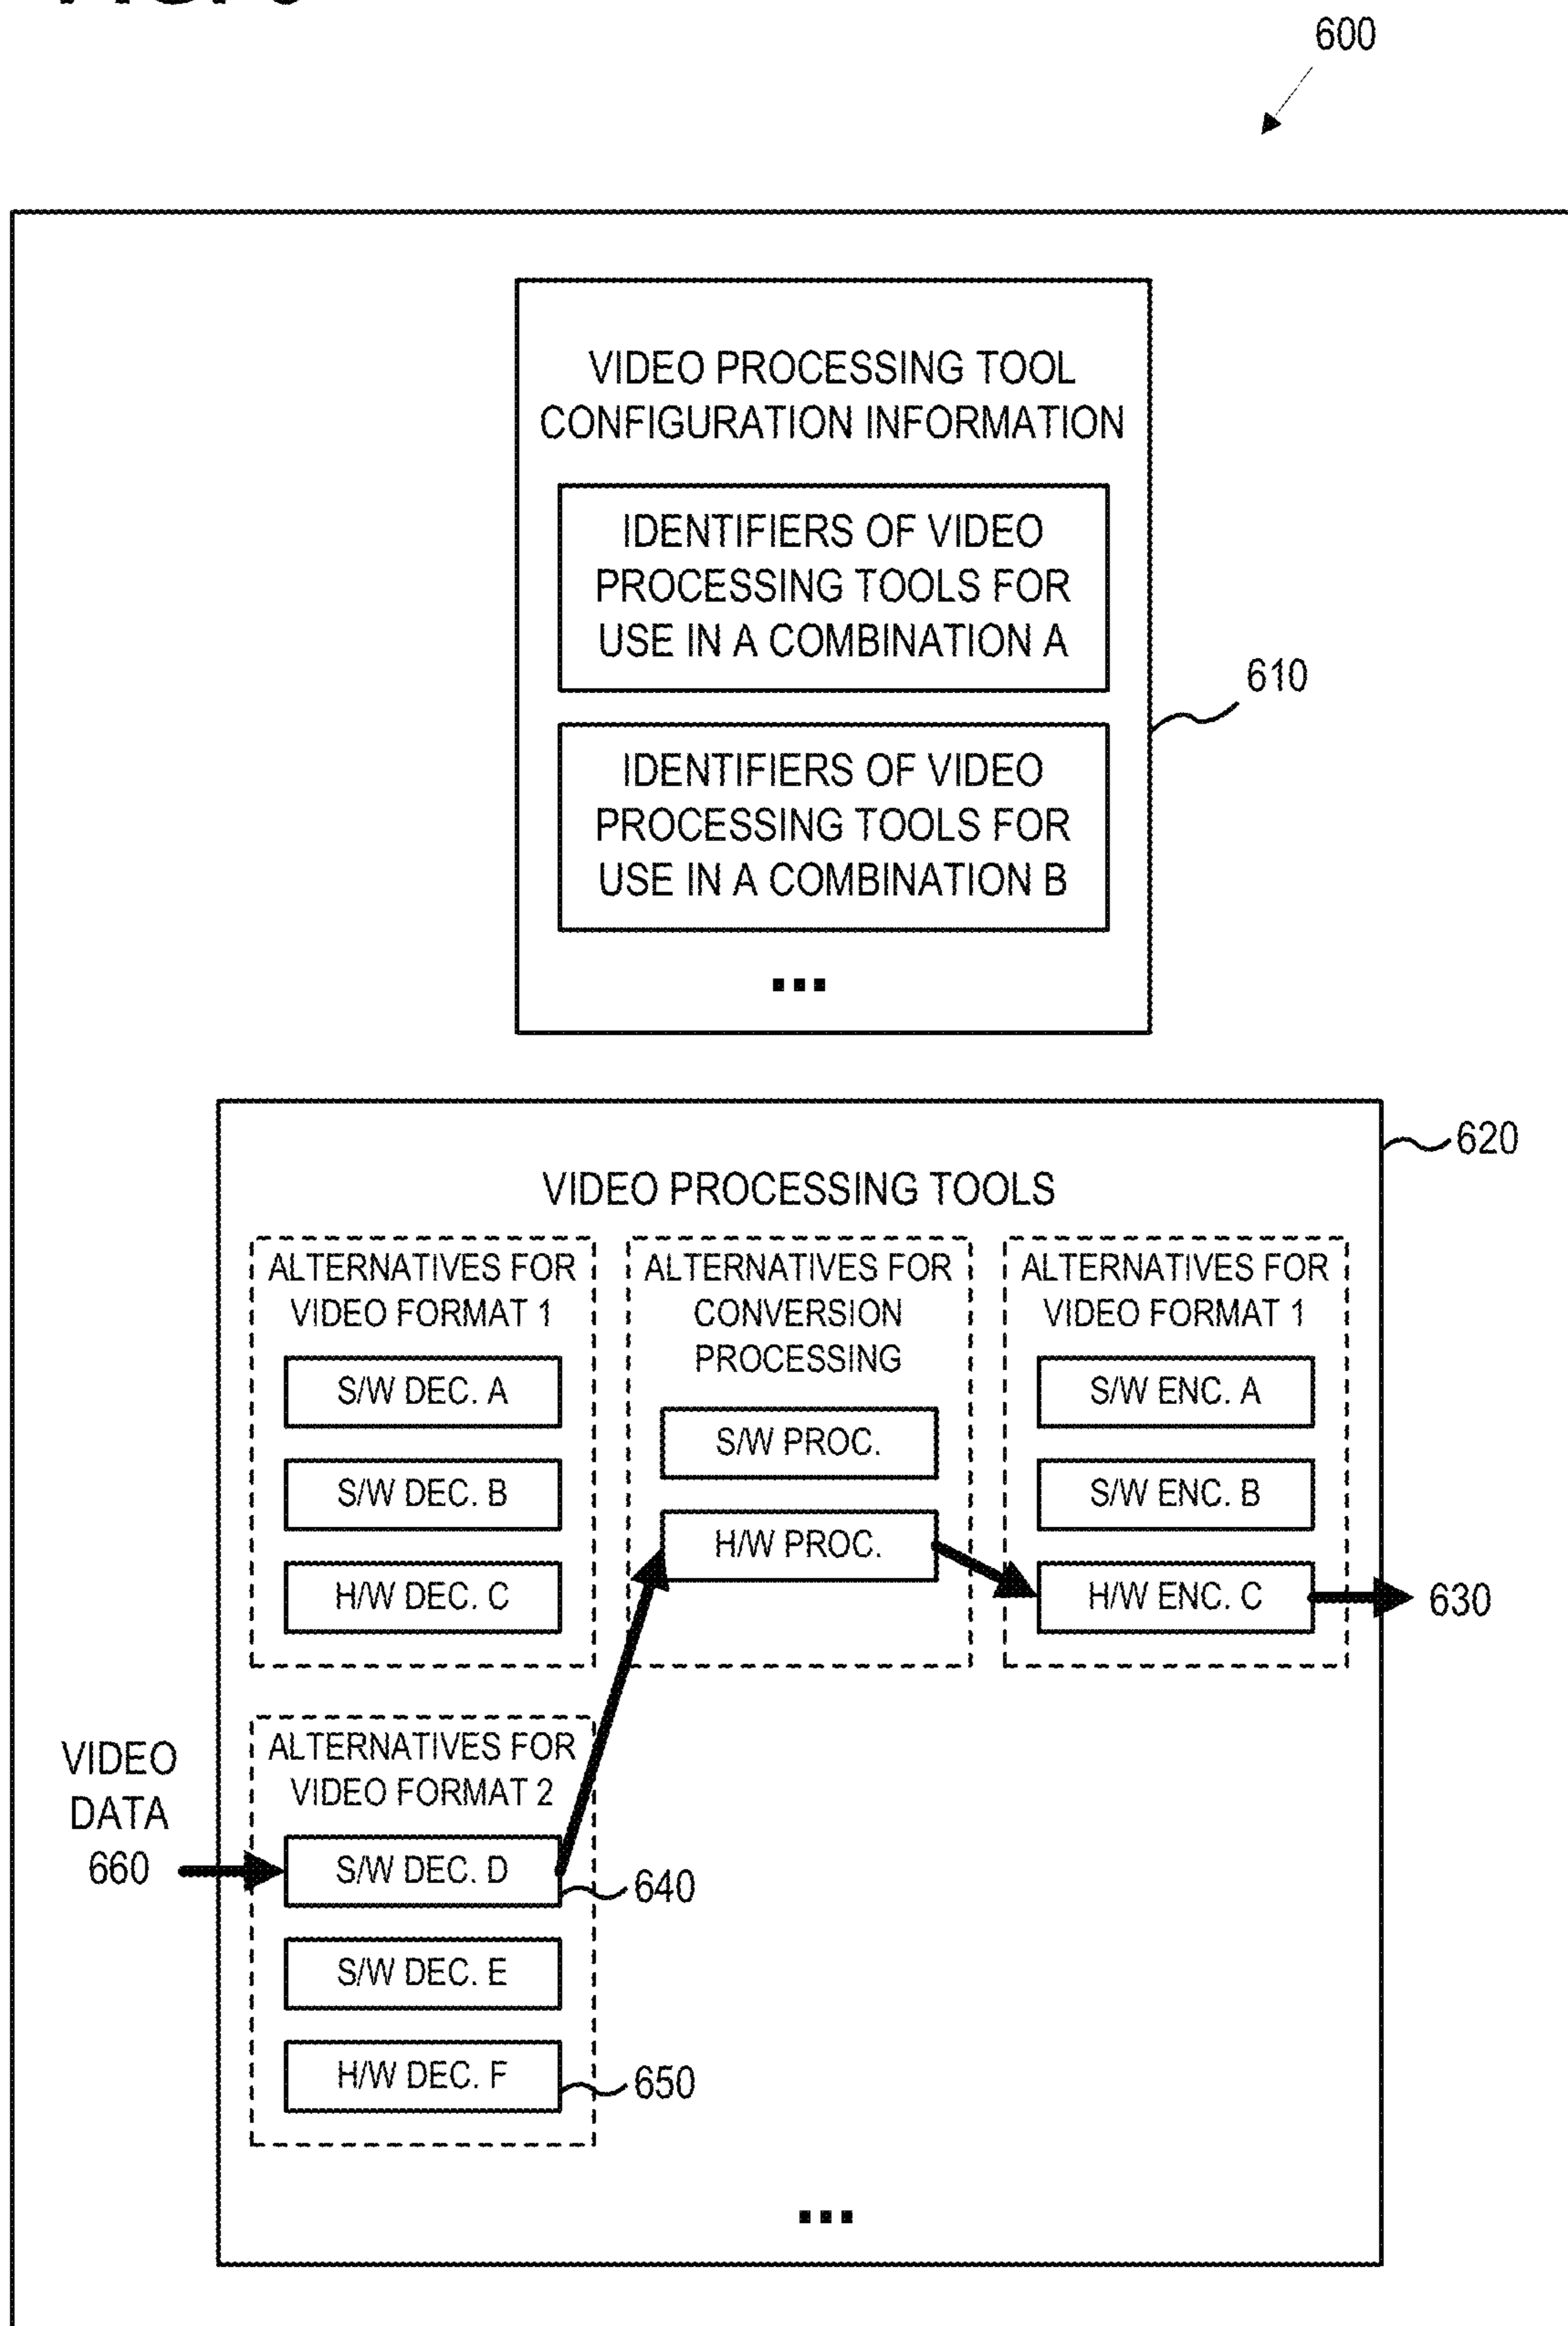 600
VIDEO PROCESSING TOOL
CONFIGURATION INFORMATION
IDENTIFIERS OF VIDEO
PROCESSING TOOLS FOR
USE IN A COMBINATION A
610
IDENTIFIERS OF VIDEO
PROCESSING TOOLS FOR
USE IN A COMBINATION B
...
620
VIDEO PROCESSING TOOLS
ALTERNATIVES FOR
VIDEO FORMAT 1
S/W DEC. A
S/W DEC. B
H/W DEC. C
ALTERNATIVES FOR
CONVERSION
PROCESSING
S/W PROC.
H/W PROC.
ALTERNATIVES FOR
VIDEO FORMAT 1
S/W ENC. A
S/W ENC. B
H/W ENC. C
630
VIDEO
DATA
660
ALTERNATIVES FOR
VIDEO FORMAT 2
S/W DEC. D
640
S/W DEC. E
H/W DEC. F
650
...